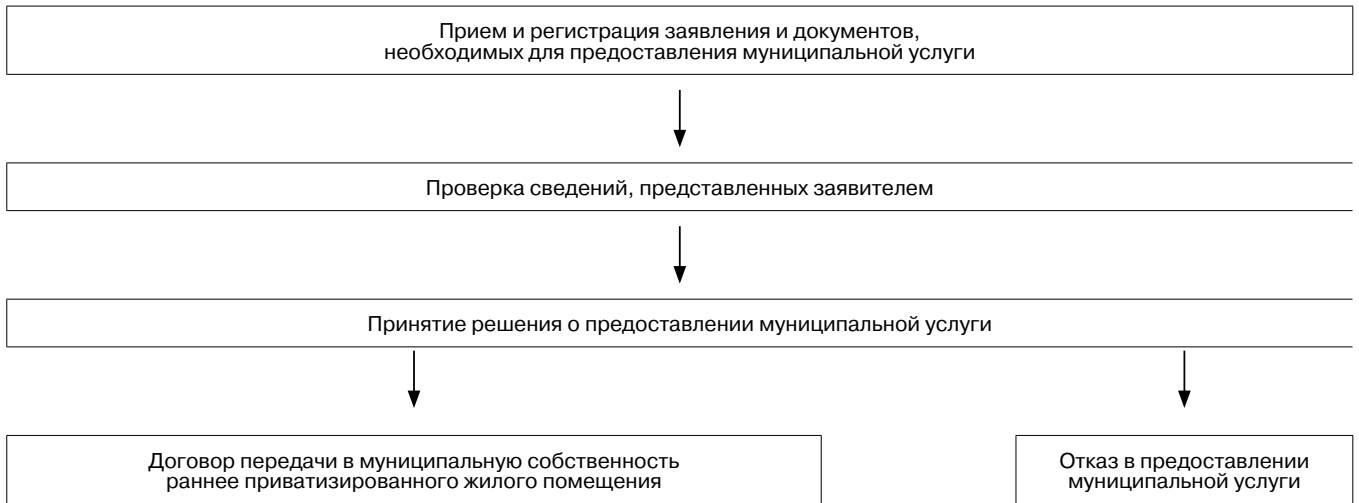 Прием и регистрация заявления и документов,
необходимых для предоставления муниципальной услуги
Проверка сведений, представленных заявителем
Принятие решения о предоставлении муниципальной услуги
Договор передачи в муниципальную собственность
раннее приватизированного жилого помещения
Отказ в предоставлении
муниципальной услуги